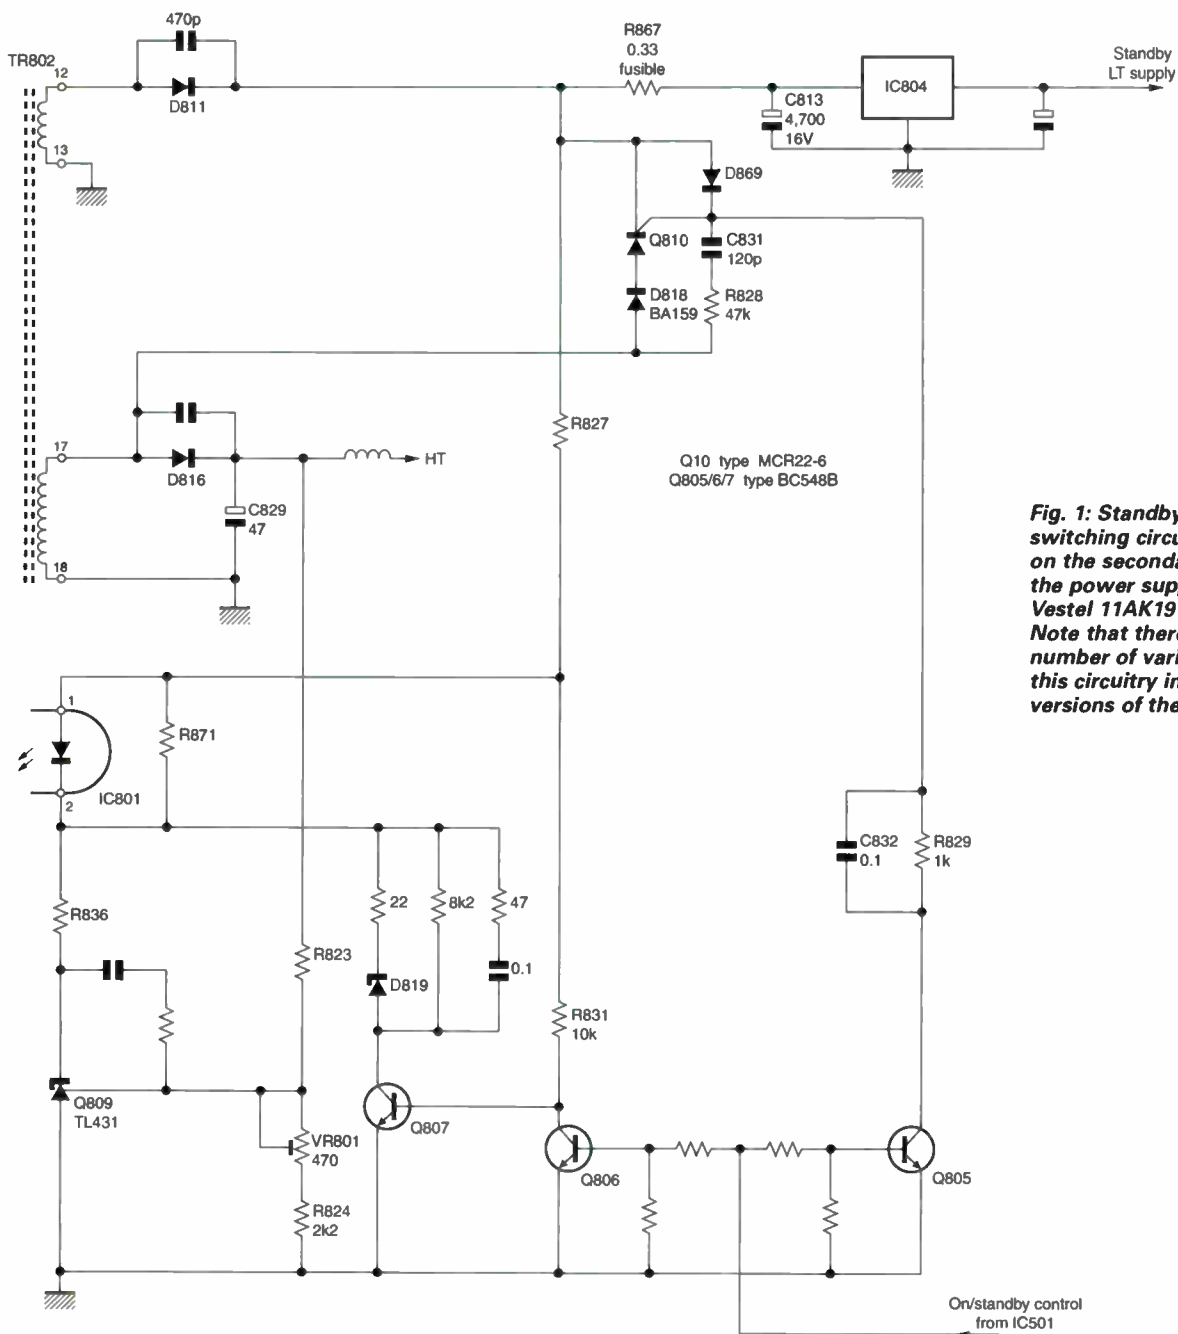 470p
TR802
12
D811
13
R867
0.33
fusible
Standby
LT supply
C813
4,700
16V
IC804
D869
Q810
C831
120p
D818
BA159
R828
47k
17
D816
HT
C829
47
18
R827
Q10 type MCR22-6
Q805/6/7 type BC548B
Fig. 1: Standby
switching circu
on the seconda
the power supp
Vestel 11AK19
Note that there
number of vari
this circuitry in
versions of the
1
R871
IC801
2
R836
22
8k2
47
C832
0.1
R829
1k
R823
D819
0.1
R831
10k
Q809
TL431
VR801
470
Q807
Q806
Q805
R824
2k2
On/standby control
from IC501